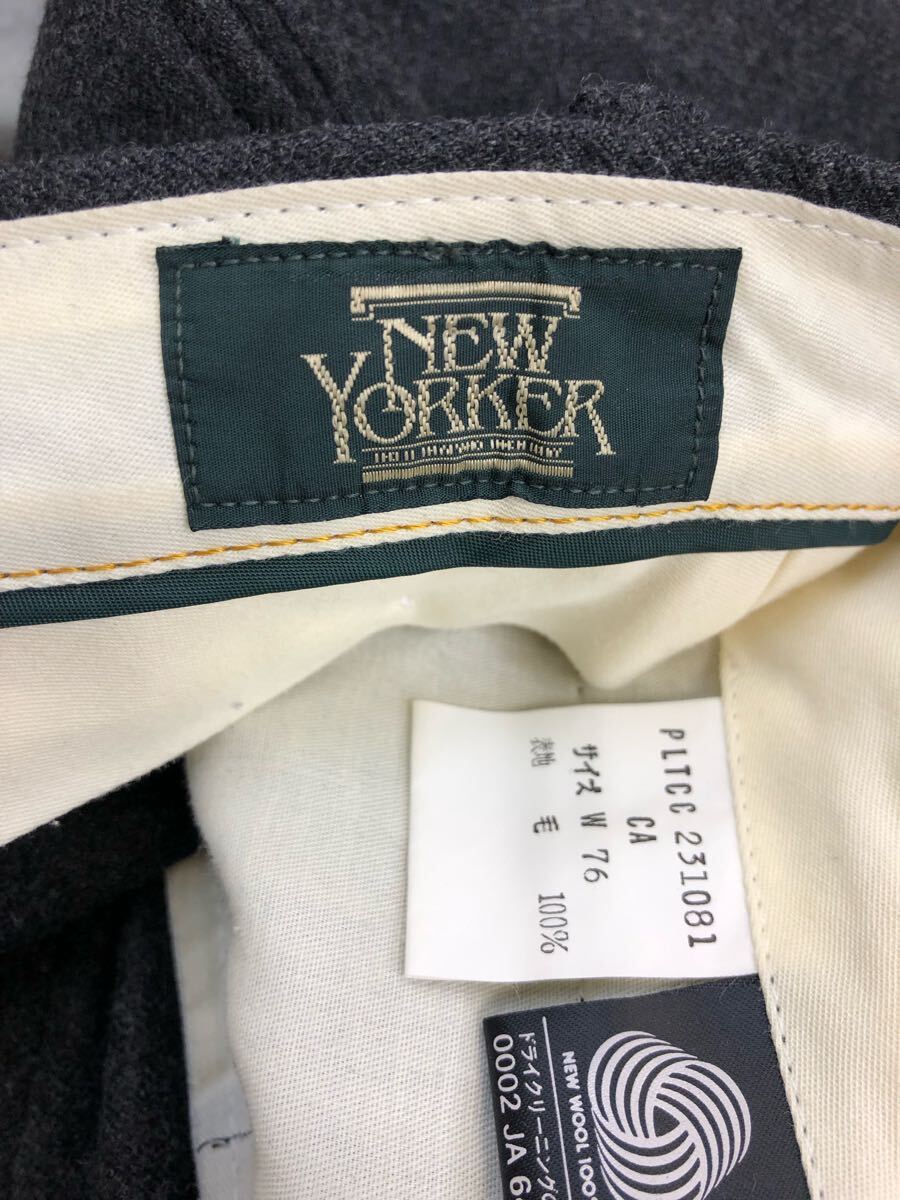 NEW
YORKER
PLTCC 231081
CA
サイズ W 76
表地 毛 100%
NEW WOOL 100%
ドライクリーニング
0002 JA 6